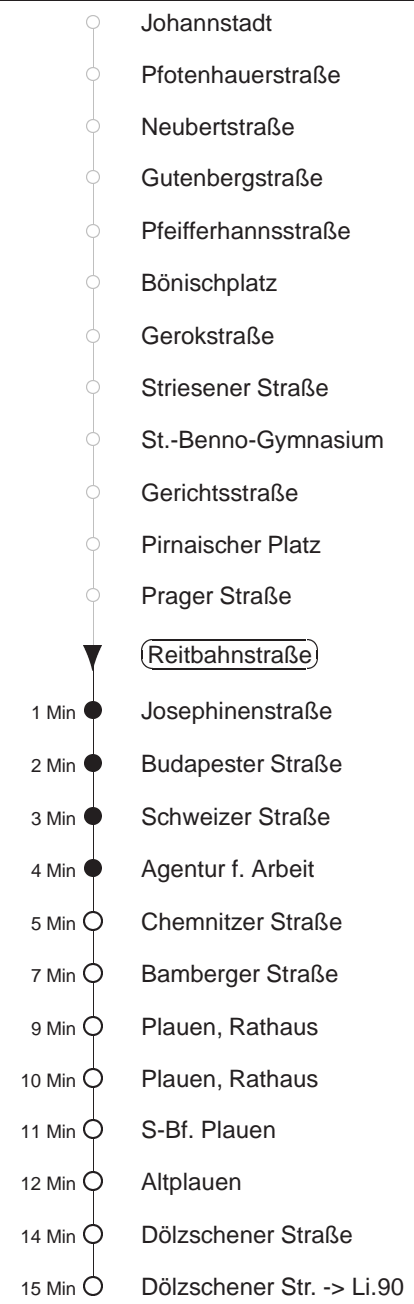 Johannstadt
Pfotenhauerstraße
Neubertstraße
Gutenbergstraße
Pfeifferhannsstraße
Bönischplatz
Gerokstraße
Striesener Straße
St.-Benno-Gymnasium
Gerichtsstraße
Pirnaischer Platz
Prager Straße
Reitbahnstraße
1 Min Josephinenstraße
2 Min Budapester Straße
3 Min Schweizer Straße
4 Min Agentur f. Arbeit
5 Min Chemnitzer Straße
7 Min Bamberger Straße
9 Min Plauen, Rathaus
10 Min Plauen, Rathaus
11 Min S-Bf. Plauen
12 Min Altplauen
14 Min Dölzschener Straße
15 Min Dölzschener Str. -> Li.90